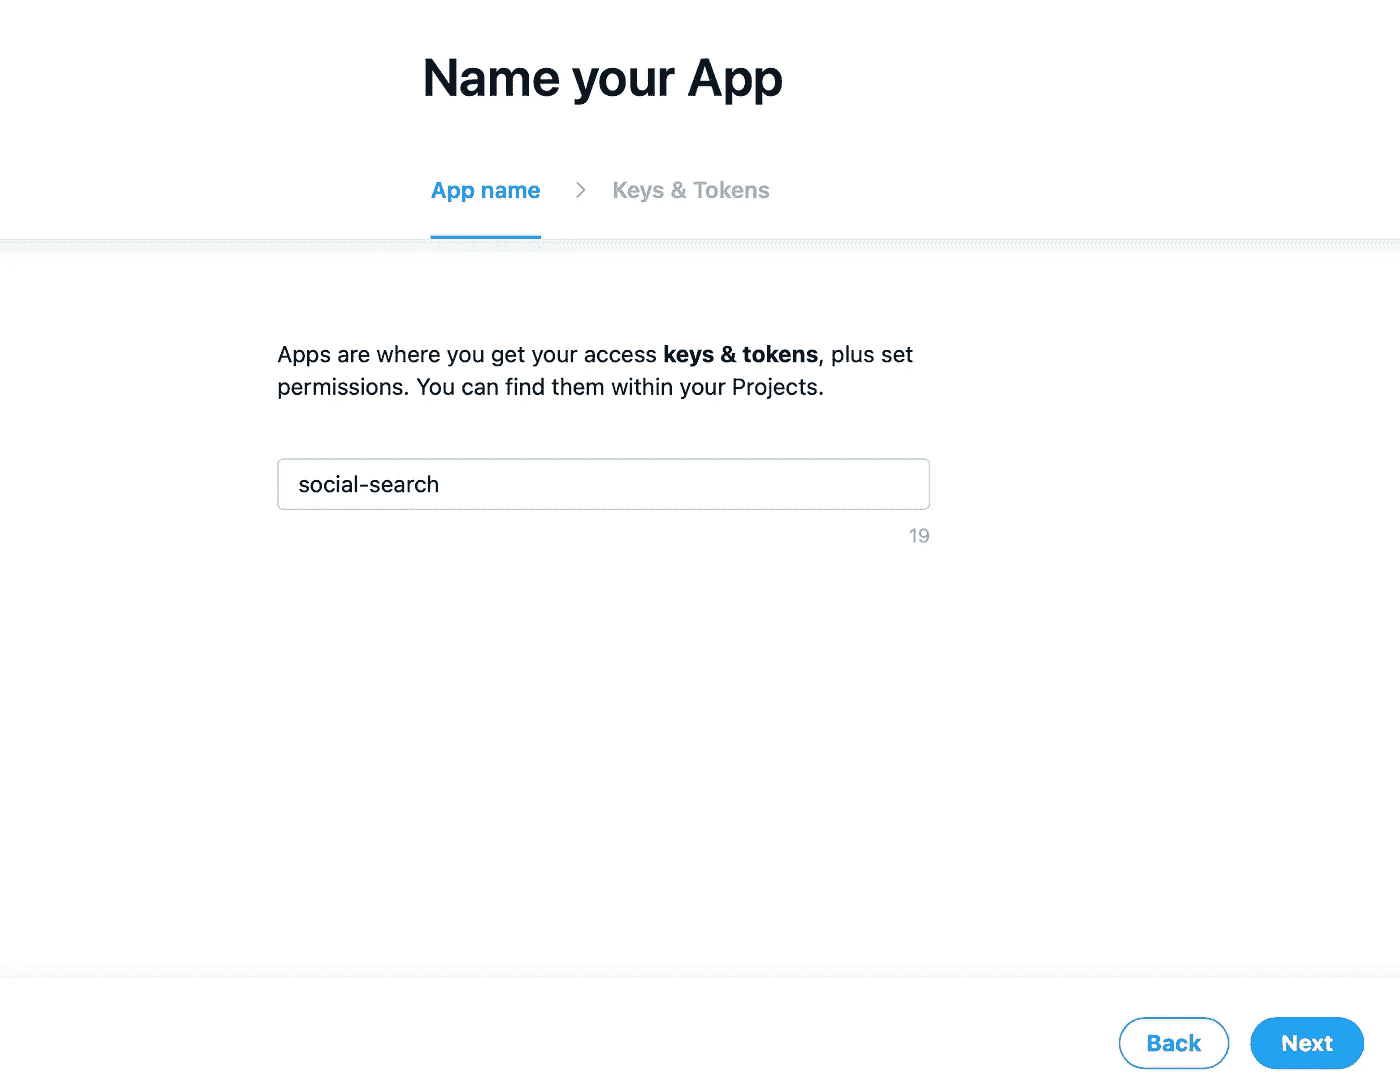 Name your App
App name > Keys & Tokens
Apps are where you get your access keys & tokens, plus set
permissions. You can find them within your Projects.
social-search
19
Back Next